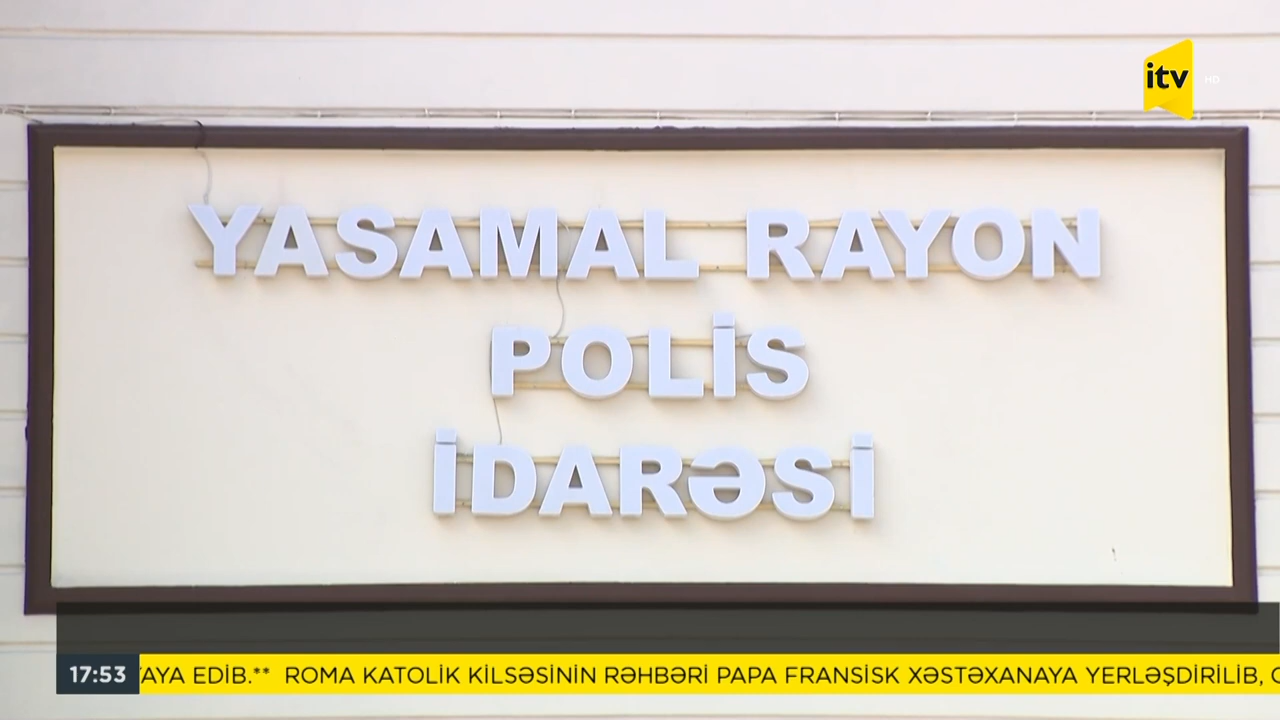 itv HD
YASAMAL RAYON
POLİS
İDARƏSİ
17:53
AYA EDİB.** ROMA KATOLİK KİLSƏSİNİN RƏHBƏRİ PAPA FRANSİSK XƏSTƏXANAYA YERLƏŞDİRİLİB,